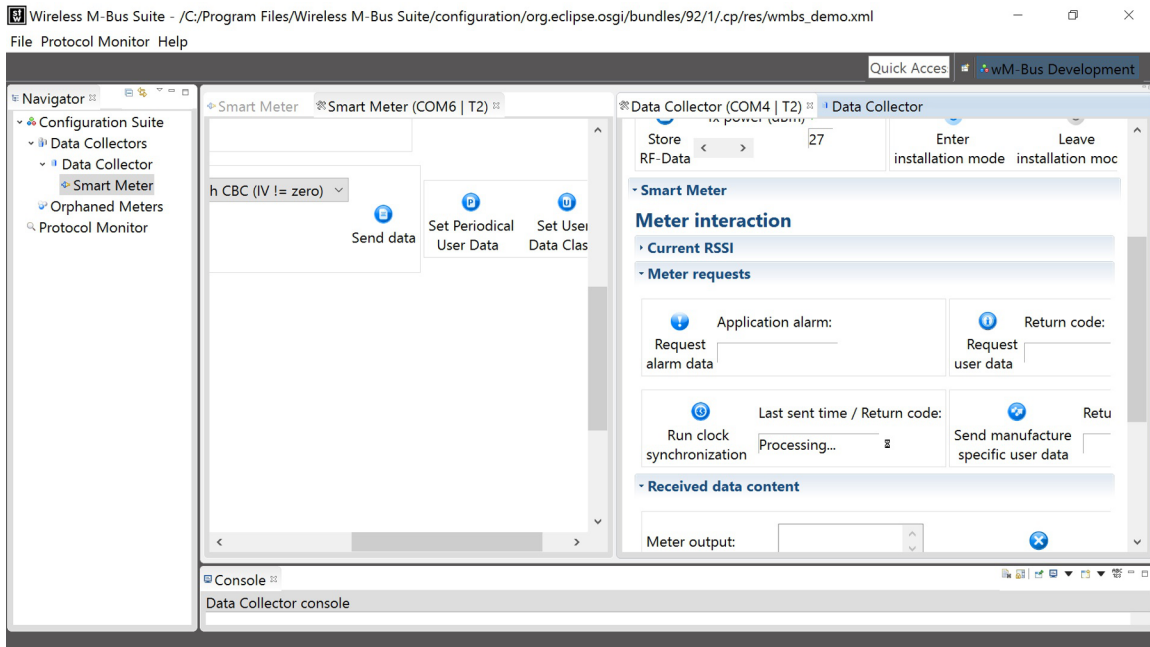 Wireless M-Bus Suite - /C:/Program Files/Wireless M-Bus Suite/configuration/org.eclipse.osgi/bundles/92/1/.cp/res/wmbs_demo.xml
File Protocol Monitor Help
Quick Acces
wM-Bus Development
Navigator
Configuration Suite
Data Collectors
Data Collector
Smart Meter
Orphaned Meters
Protocol Monitor
Smart Meter
Smart Meter (COM6 | T2)
h CBC (IV != zero)
Send data
Set Periodical
User Data
Set User
Data Clas
Data Collector (COM4 | T2)
Data Collector
Store
RF-Data
27
Enter
installation mode
Leave
installation moc
Smart Meter
Meter interaction
Current RSSI
Meter requests
Request
alarm data
Application alarm:
Request
user data
Return code:
Run clock
synchronization
Last sent time / Return code:
Processing...
Send manufacture
specific user data
Retu
Received data content
Meter output:
Console
Data Collector console